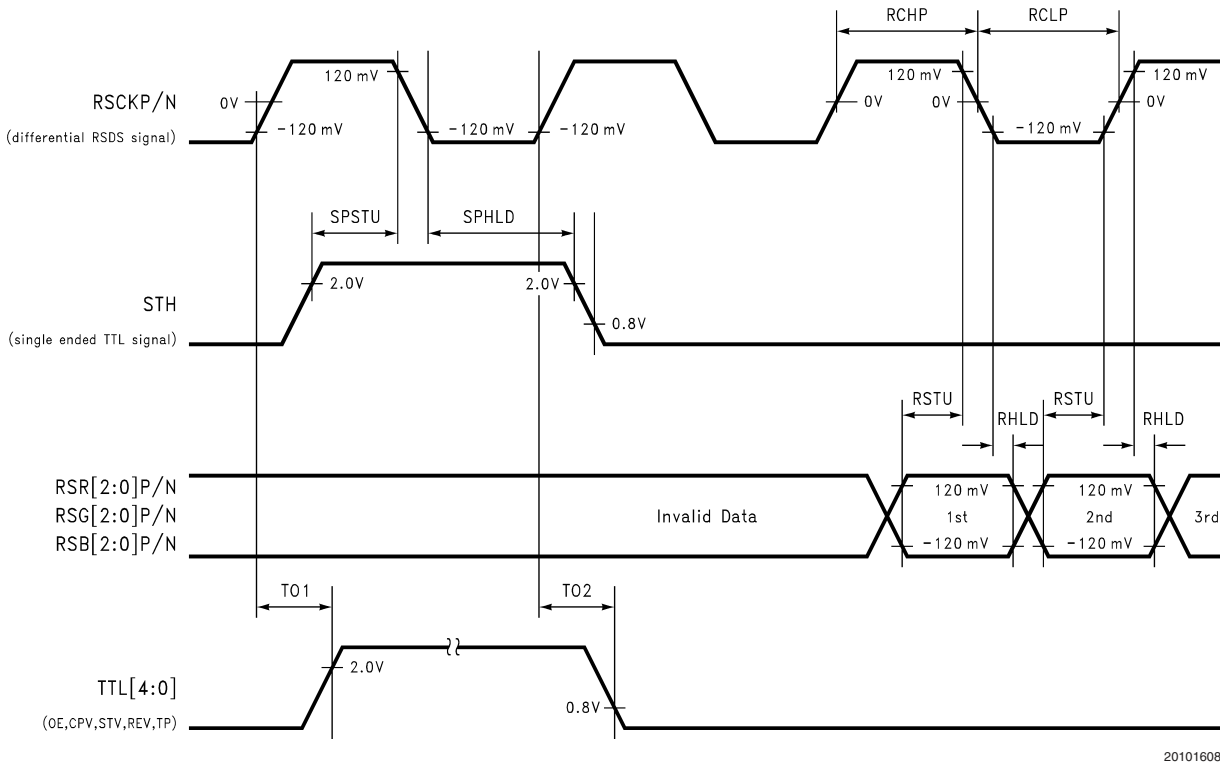 RCHP
RCLP
120 mV
120 mV
120 mV
RSCKP/N
0V
0V
0V
0V
(differential RSDS signal)
-120 mV
-120 mV
-120 mV
-120 mV
SPSTU
SPHLD
2.0V
2.0V
STH
0.8V
(single ended TTL signal)
RSTU
RSTU
RHLD
RHLD
RSR[2:0]P/N
120 mV
120 mV
RSG[2:0]P/N
Invalid Data
1st
2nd
3rd
RSB[2:0]P/N
-120 mV
-120 mV
TO1
TO2
2.0V
TTL[4:0]
0.8V
(OE,CPV,STV,REV,TP)
20101608